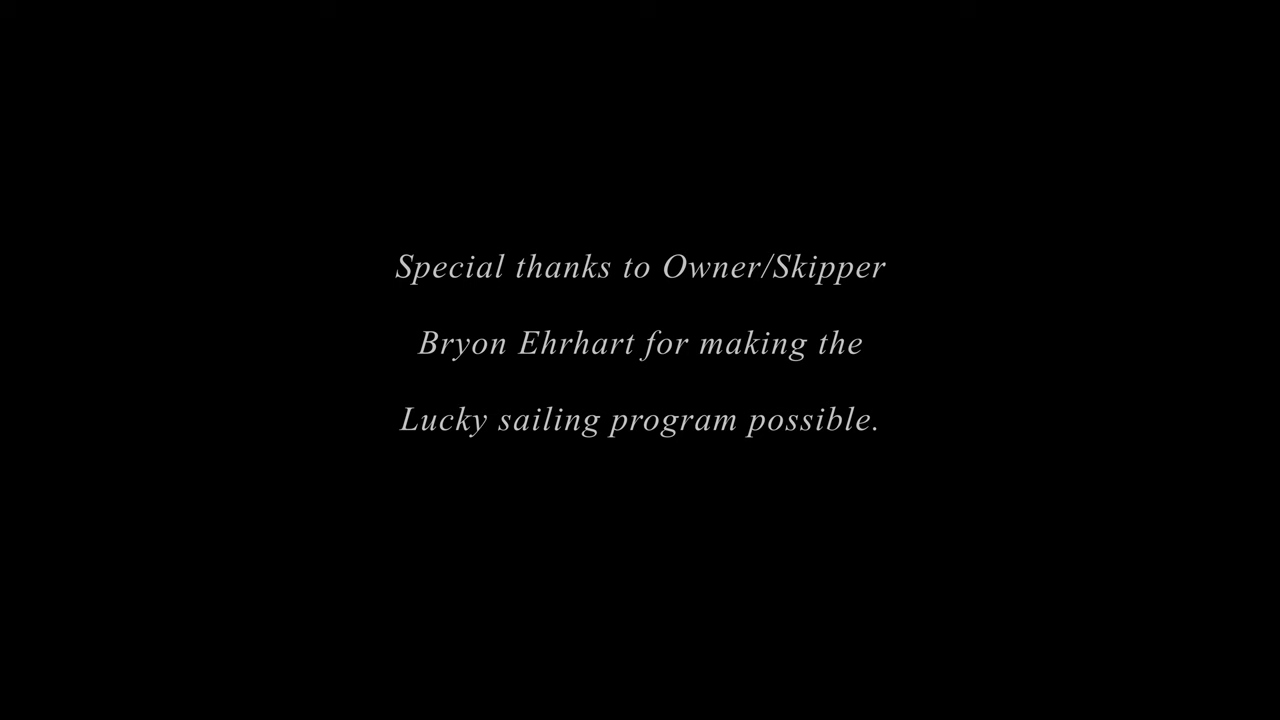 Special thanks to Owner/Skipper
Bryon Ehrhart for making the
Lucky sailing program possible.